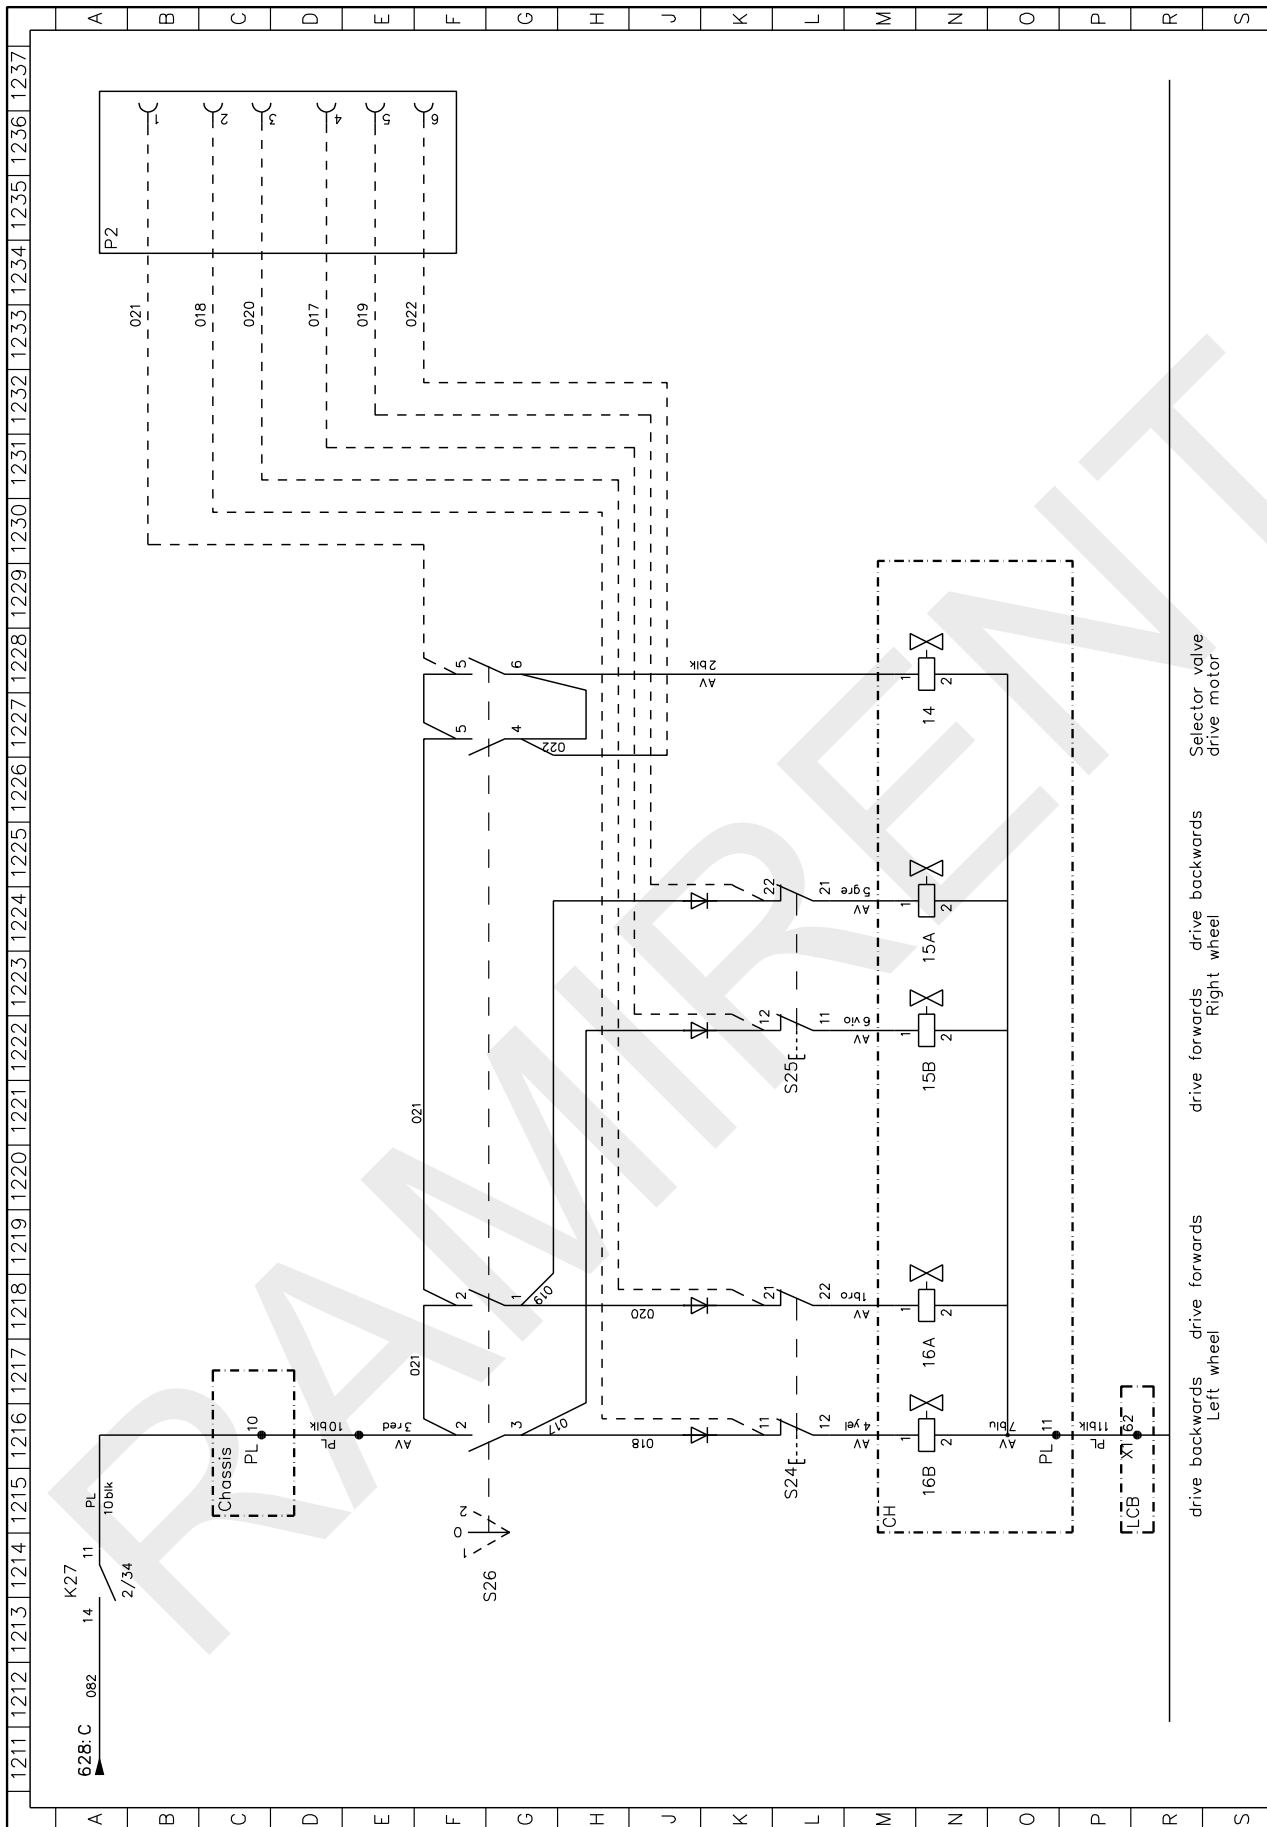 A B C D E F G H J K L M N O P R S
1237
1236
1235
1234
1233
1232
1231
1230
1229
1228
1227
1226
1225
1224
1223
1222
1221
1220
1219
1218
1217
1216
1215
1214
1213
1212
1211
P2
1 2 3 4 5 6
021 018 020 017 019 022
5 6
2blk
AV
5 4
022
1 2
14
Selector valve
drive motor
22 21
5gre
AV
1 2
15A
drive backwards
12 11
6vio
AV
1 2
15B
S25
drive forwards
Right wheel
021
2 1
019
020
21 22
1bro
AV
1 2
16A
drive forwards
021
2 3
017
018
11 12
4yel
AV
1 2
16B
S24
drive backwards
Left wheel
7blu
AV
PL 11
11blk
PL
X1 62
LCB
CH
Chassis
PL 10
10blk
PL
3red
AV
1 0 2
S26
PL
10blk
K27
11
14
2/34
082
628:C
A B C D E F G H J K L M N O P R S
RAMIRENT